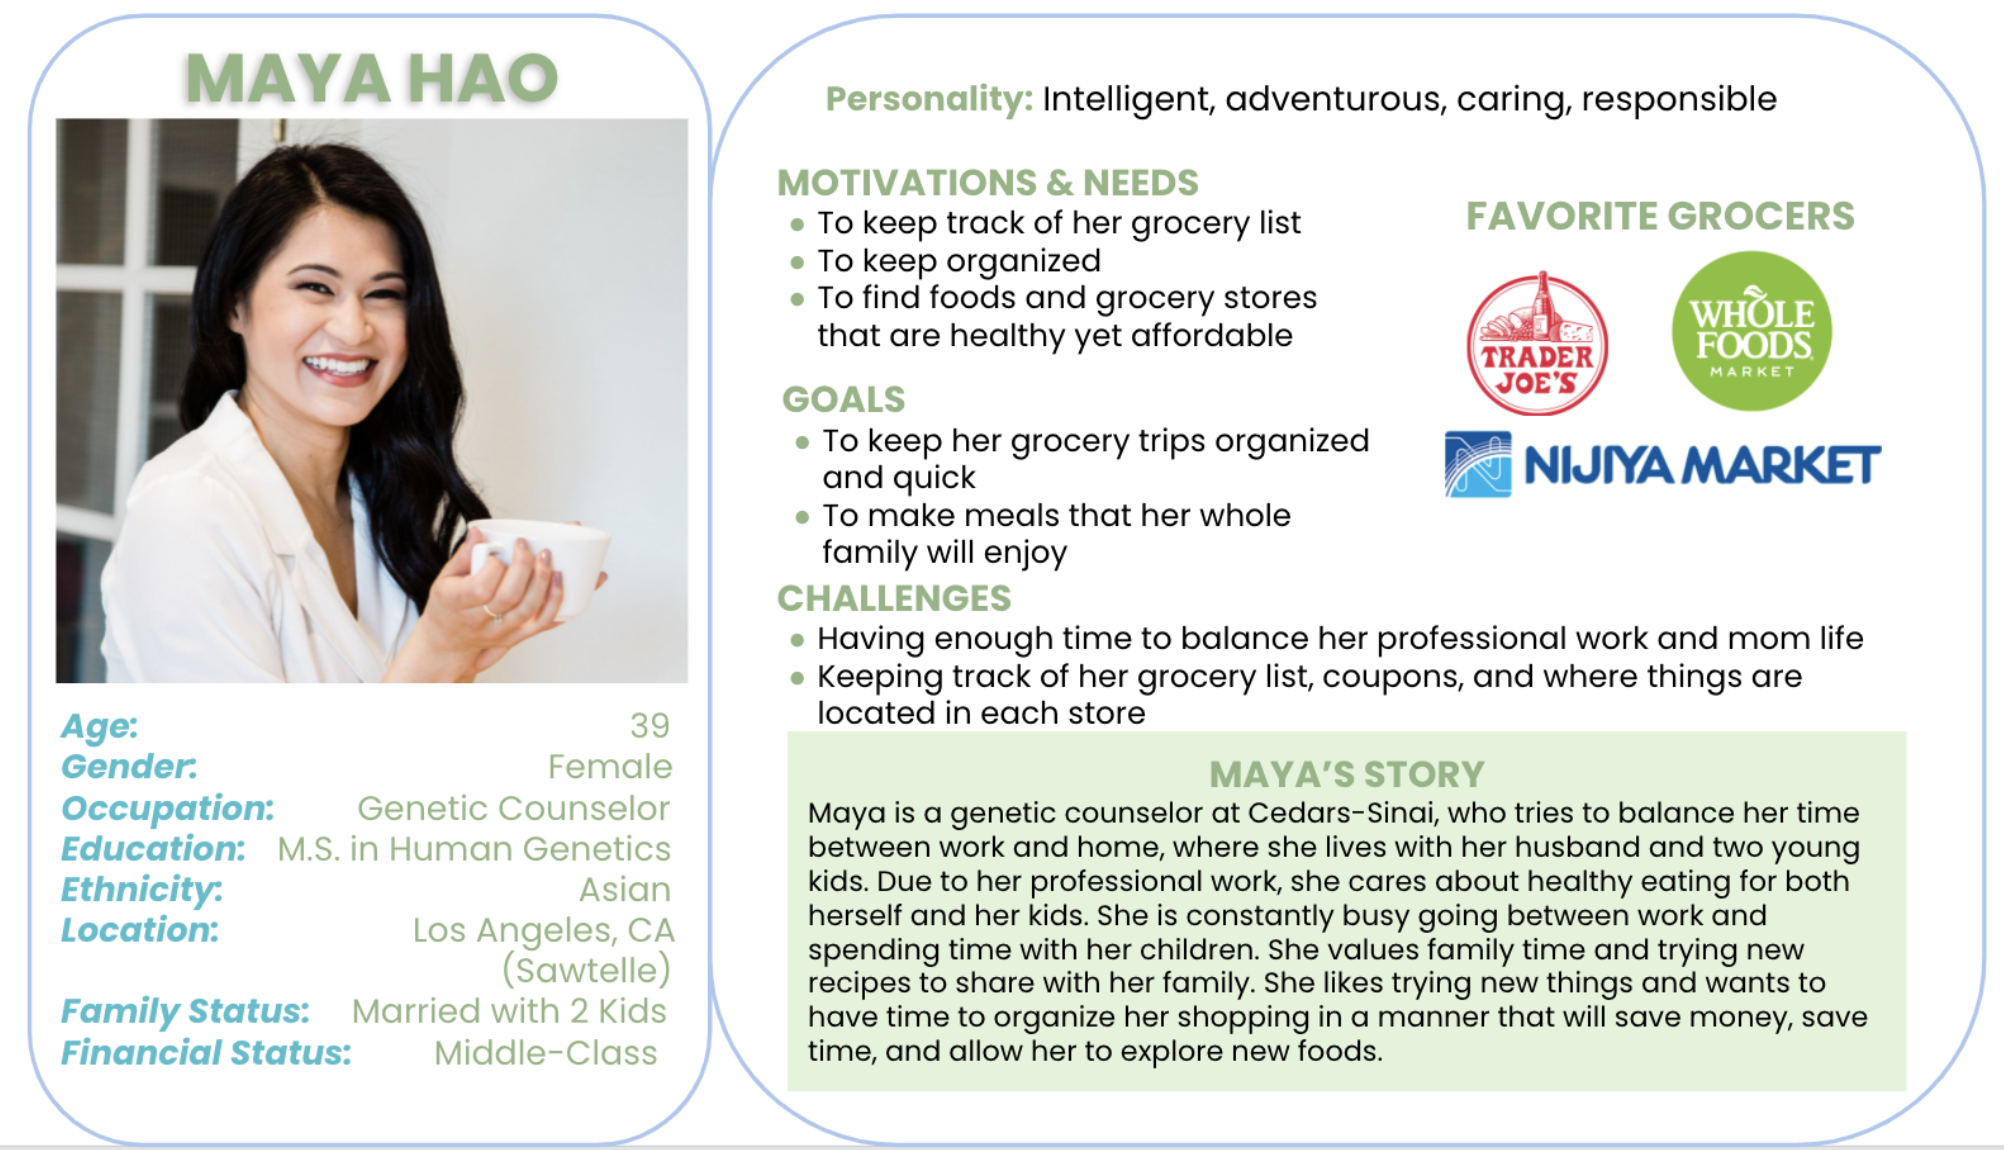 MAYA HAO
Age: 39
Gender: Female
Occupation: Genetic Counselor
Education: M.S. in Human Genetics
Ethnicity: Asian
Location: Los Angeles, CA
(Sawtelle)
Family Status: Married with 2 Kids
Financial Status: Middle-Class
Personality: Intelligent, adventurous, caring, responsible
MOTIVATIONS & NEEDS
● To keep track of her grocery list
● To keep organized
● To find foods and grocery stores
that are healthy yet affordable
GOALS
● To keep her grocery trips organized
and quick
● To make meals that her whole
family will enjoy
FAVORITE GROCERS
TRADER
JOE'S
WHOLE
FOODS
MARKET
NIJIYA MARKET
CHALLENGES
● Having enough time to balance her professional work and mom life
● Keeping track of her grocery list, coupons, and where things are
located in each store
MAYA'S STORY
Maya is a genetic counselor at Cedars-Sinai, who tries to balance her time
between work and home, where she lives with her husband and two young
kids. Due to her professional work, she cares about healthy eating for both
herself and her kids. She is constantly busy going between work and
spending time with her children. She values family time and trying new
recipes to share with her family. She likes trying new things and wants to
have time to organize her shopping in a manner that will save money, save
time, and allow her to explore new foods.